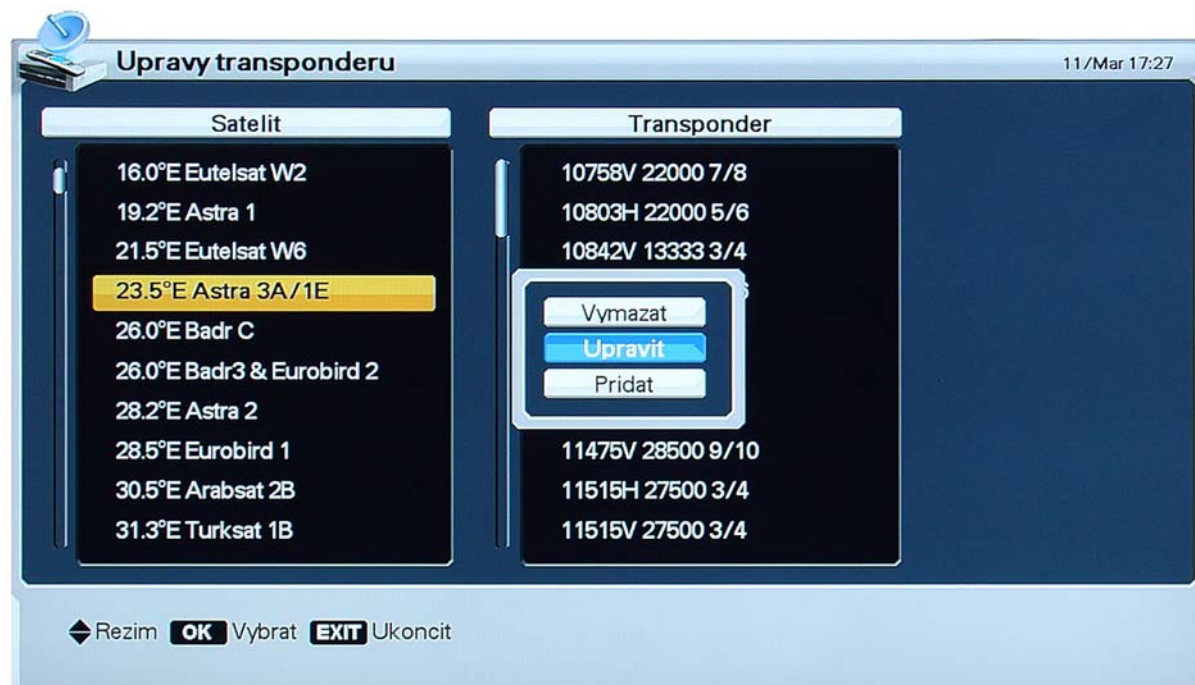 Upravy transponderu
11/Mar 17:27
Satelit
16.0°E Eutelsat W2
19.2°E Astra 1
21.5°E Eutelsat W6
23.5°E Astra 3A/1E
26.0°E Badr C
26.0°E Badr3 & Eurobird 2
28.2°E Astra 2
28.5°E Eurobird 1
30.5°E Arabsat 2B
31.3°E Turksat 1B
Transponder
10758V 22000 7/8
10803H 22000 5/6
10842V 13333 3/4
Vymazat
Upravit
Pridat
11475V 28500 9/10
11515H 27500 3/4
11515V 27500 3/4
Rezim OK Vybrat EXIT Ukoncit